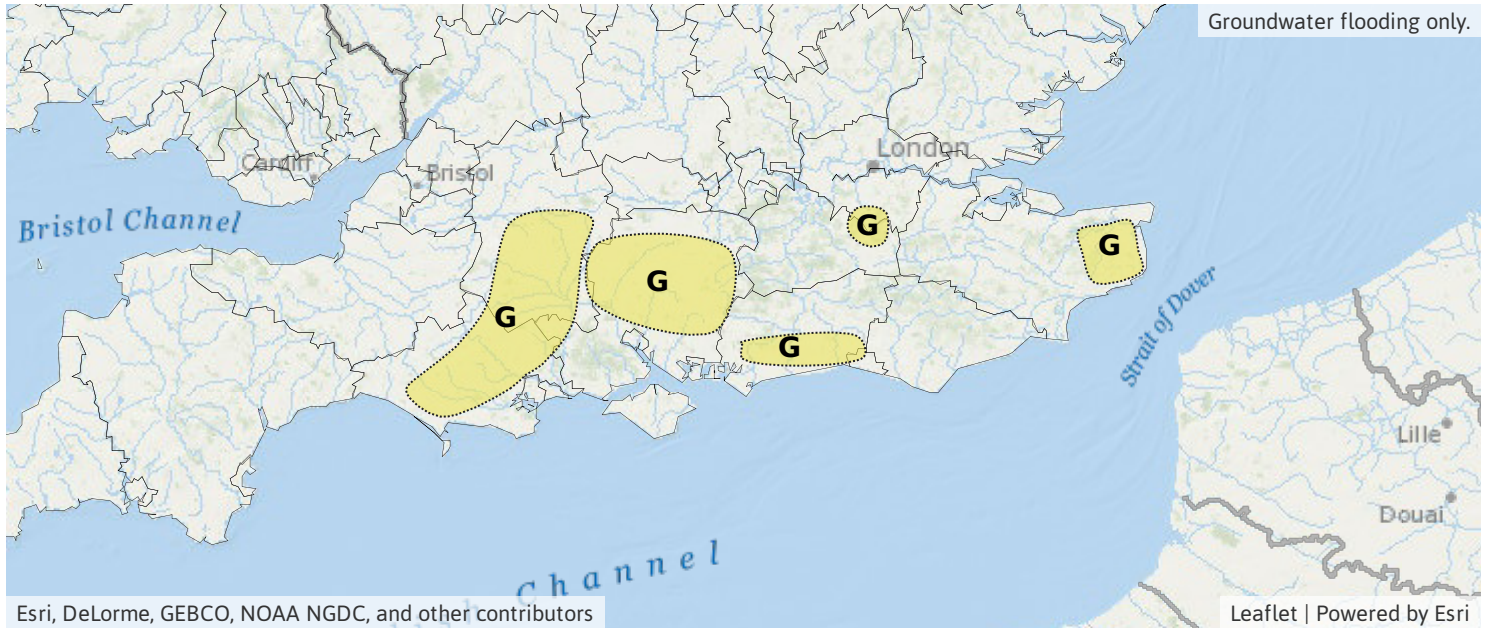 Groundwater flooding only.
London
Cardiff
Bristol
Bristol Channel
G
G
G
G
G
Strait of Dover
Lille
Douai
Channel
Esri, DeLorme, GEBCO, NOAA NGDC, and other contributors
Leaflet | Powered by Esri